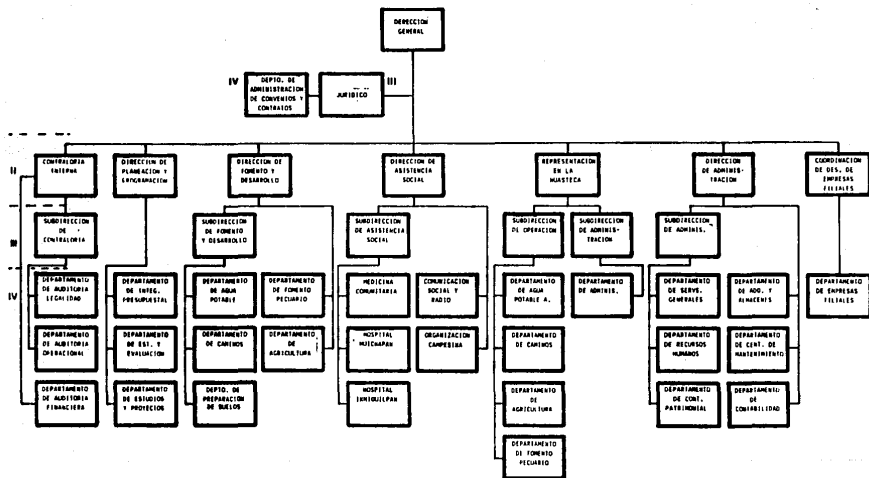 DIRECCION
GENERAL
IV
DEPTO. DE
ADMINISTRACION
DE CONVENIOS Y
CONTRATOS
III
JURIDICO
II
CONTRALORIA
INTERNA
DIRECCION DE
PLANEACION Y
PROGRAMACION
DIRECCION DE
FOMENTO Y
DESARROLLO
DIRECCION DE
ASISTENCIA
SOCIAL
REPRESENTACION
EN LA
HUASTECA
DIRECCION
DE ADMINIS-
TRACION
COORDINACION
DE DES. DE
EMPRESAS
FILIALES
III
SUBDIRECCION
DE
CONTRALORIA
SUBDIRECCION
DE FOMENTO
Y DESARROLLO
SUBDIRECCION
DE ASISTENCIA
SOCIAL
SUBDIRECCION
DE OPERACION
SUBDIRECCION
DE ADMINIS-
TRACION
SUBDIRECCION
DE ADMINIS.
IV
DEPARTAMENTO
DE AUDITORIA
LEGALIDAD
DEPARTAMENTO
DE INTEG.
PRESUPUESTAL
DEPARTAMENTO
DE AGUA
POTABLE
DEPARTAMENTO
DE FOMENTO
PECUARIO
MEDICINA
COMUNITARIA
COMUNICACION
SOCIAL Y
RADIO
DEPARTAMENTO
DE AGUA
POTABLE A.
DEPARTAMENTO
DE ADMINIS.
DEPARTAMENTO
DE SERVS.
GENERALES
DEPARTAMENTO
DE ADQ. Y
ALMACENES
DEPARTAMENTO
DE EMPRESAS
FILIALES
DEPARTAMENTO
DE AUDITORIA
OPERACIONAL
DEPARTAMENTO
DE EST. Y
EVALUACION
DEPARTAMENTO
DE CAMINOS
DEPARTAMENTO
DE
AGRICULTURA
HOSPITAL
HUICHAPAN
ORGANIZACION
CAMPESINA
DEPARTAMENTO
DE CAMINOS
DEPARTAMENTO
DE RECURSOS
HUMANOS
DEPARTAMENTO
DE CENT. DE
MANTENIMIENTO
DEPARTAMENTO
DE AUDITORIA
FINANCIERA
DEPARTAMENTO
DE ESTUDIOS
Y PROYECTOS
DEPTO. DE
PREPARACION
DE SUELOS
HOSPITAL
IXMIQUILPAN
DEPARTAMENTO
DE
AGRICULTURA
DEPARTAMENTO
DE CONT.
PATRIMONIAL
DEPARTAMENTO
DE
CONTABILIDAD
DEPARTAMENTO
DE FOMENTO
PECUARIO